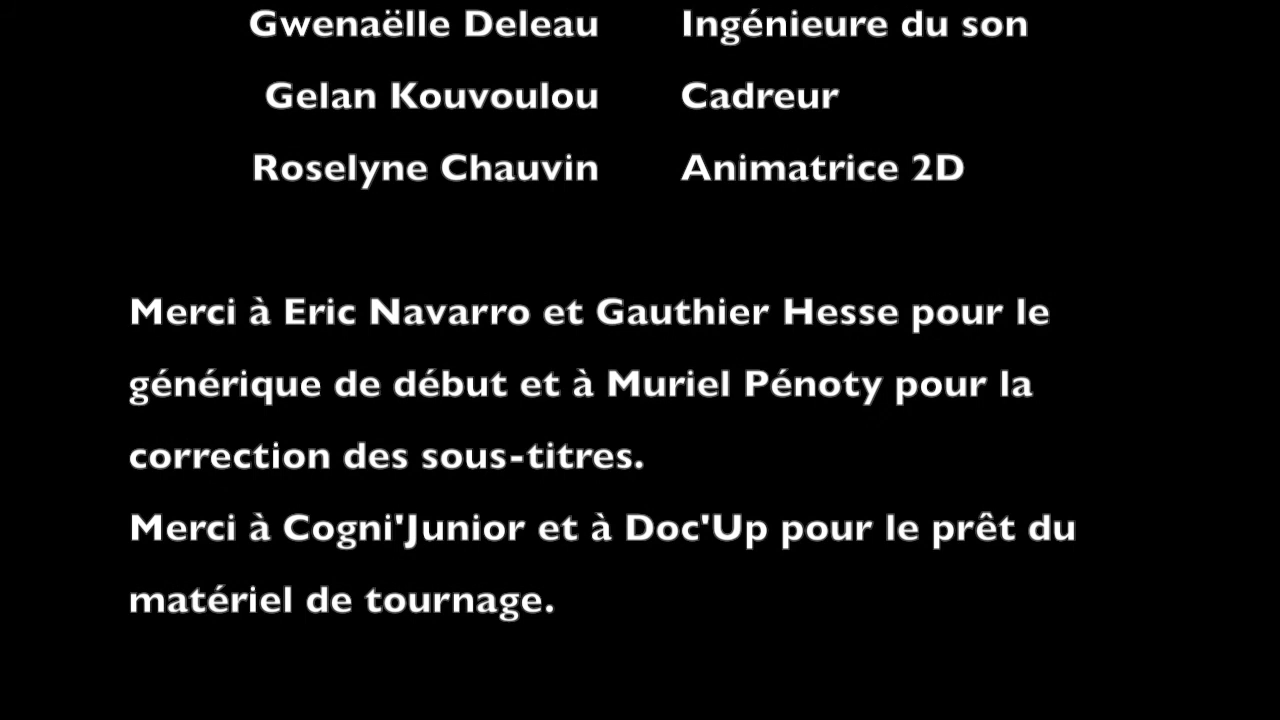 Gwenaëlle Deleau Ingénieure du son
Gelan Kouvoulou Cadreur
Roselyne Chauvin Animatrice 2D
Merci à Eric Navarro et Gauthier Hesse pour le
générique de début et à Muriel Pénoty pour la
correction des sous-titres.
Merci à Cogni'Junior et à Doc'Up pour le prêt du
matériel de tournage.